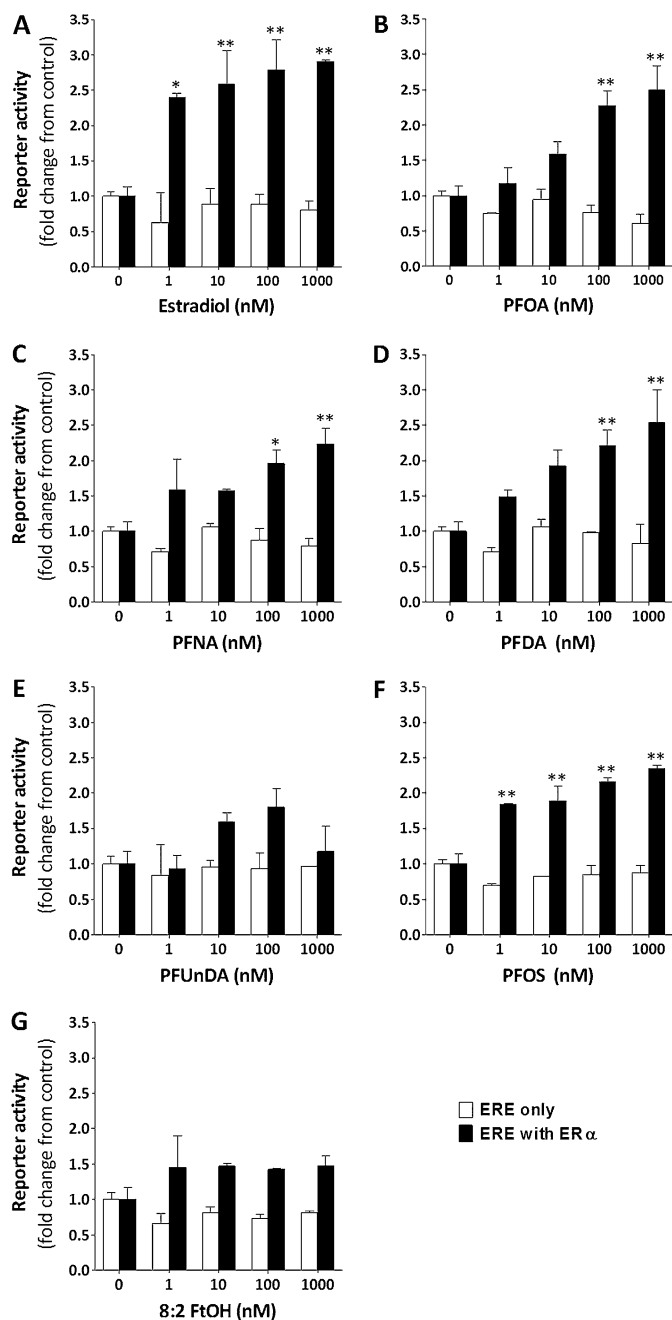 A
Reporter activity
(fold change from control)
3.5
3.0
2.5
2.0
1.5
1.0
0.5
0.0
* ** ** **
0 1 10 100 1000
Estradiol (nM)
B
3.5
3.0
2.5
2.0
1.5
1.0
0.5
0.0
** **
0 1 10 100 1000
PFOA (nM)
C
Reporter activity
(fold change from control)
3.5
3.0
2.5
2.0
1.5
1.0
0.5
0.0
* **
0 1 10 100 1000
PFNA (nM)
D
3.5
3.0
2.5
2.0
1.5
1.0
0.5
0.0
** **
0 1 10 100 1000
PFDA (nM)
E
Reporter activity
(fold change from control)
3.5
3.0
2.5
2.0
1.5
1.0
0.5
0.0
0 1 10 100 1000
PFUnDA (nM)
F
3.5
3.0
2.5
2.0
1.5
1.0
0.5
0.0
** ** ** **
0 1 10 100 1000
PFOS (nM)
G
Reporter activity
(fold change from control)
3.5
3.0
2.5
2.0
1.5
1.0
0.5
0.0
0 1 10 100 1000
8:2 FtOH (nM)
ERE only
ERE with ER α